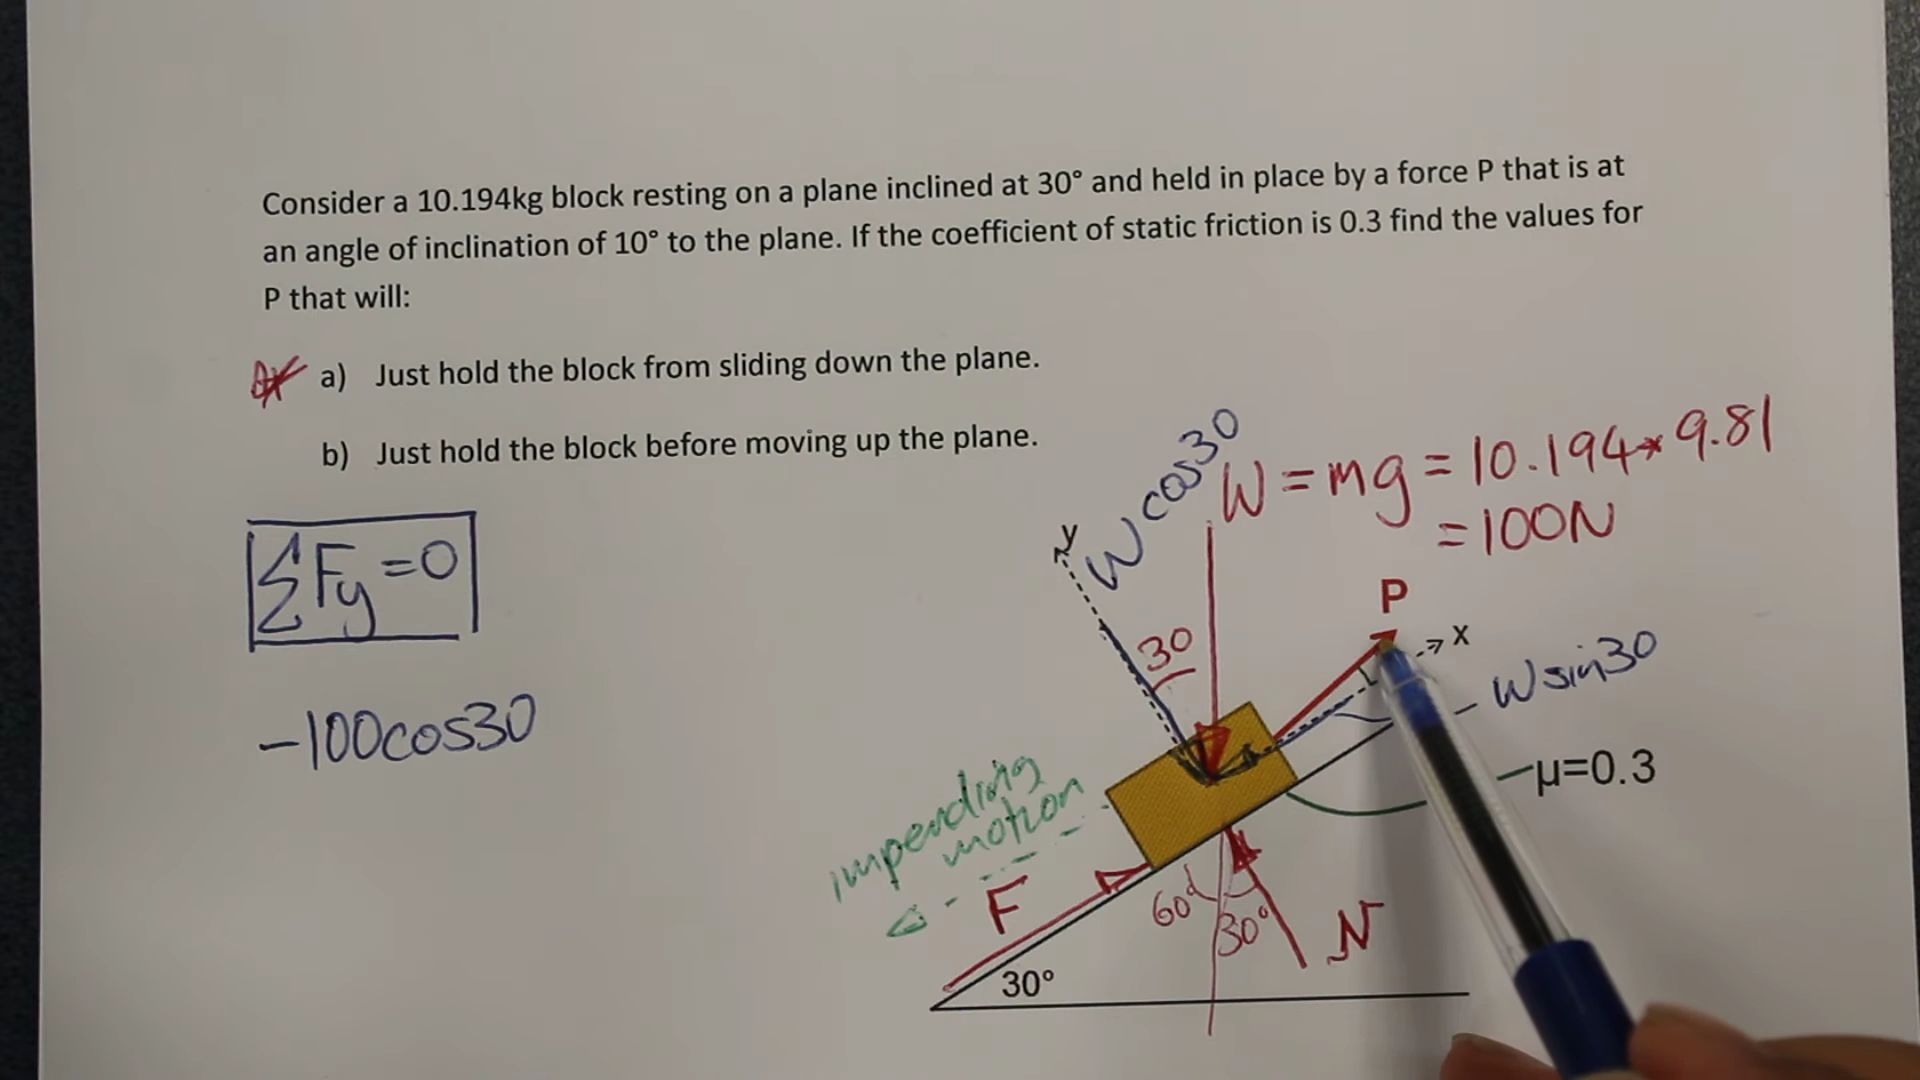 Consider a 10.194kg block resting on a plane inclined at 30° and held in place by a force P that is at
an angle of inclination of 10° to the plane. If the coefficient of static friction is 0.3 find the values for
P that will:
a) Just hold the block from sliding down the plane.
b) Just hold the block before moving up the plane.
W cos30
W = mg = 10.194*9.81
= 100N
ΣFy = 0
-100cos30
y
30
P
x
W sin30
μ=0.3
impending
motion
F
60°
30°
N
30°